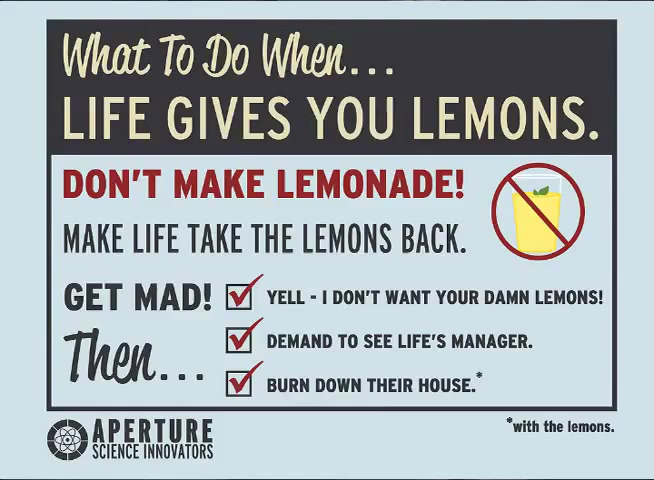 What To Do When...
LIFE GIVES YOU LEMONS.
DON'T MAKE LEMONADE!
MAKE LIFE TAKE THE LEMONS BACK.
GET MAD!
YELL - I DON'T WANT YOUR DAMN LEMONS!
Then...
DEMAND TO SEE LIFE'S MANAGER.
BURN DOWN THEIR HOUSE.*
*with the lemons.
APERTURE
SCIENCE INNOVATORS